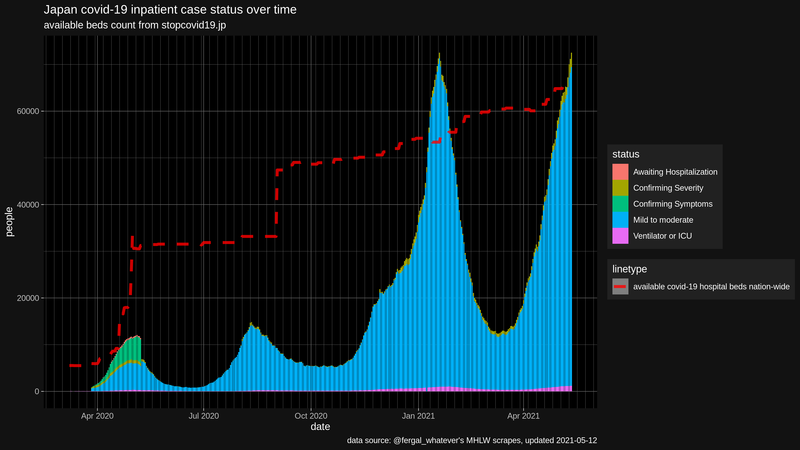 Japan covid-19 inpatient case status over time
available beds count from stopcovid19.jp
60000
40000
20000
0
people
Apr 2020
Jul 2020
Oct 2020
Jan 2021
Apr 2021
date
status
Awaiting Hospitalization
Confirming Severity
Confirming Symptoms
Mild to moderate
Ventilator or ICU
linetype
available covid-19 hospital beds nation-wide
data source: @fergal_whatever's MHLW scrapes, updated 2021-05-12